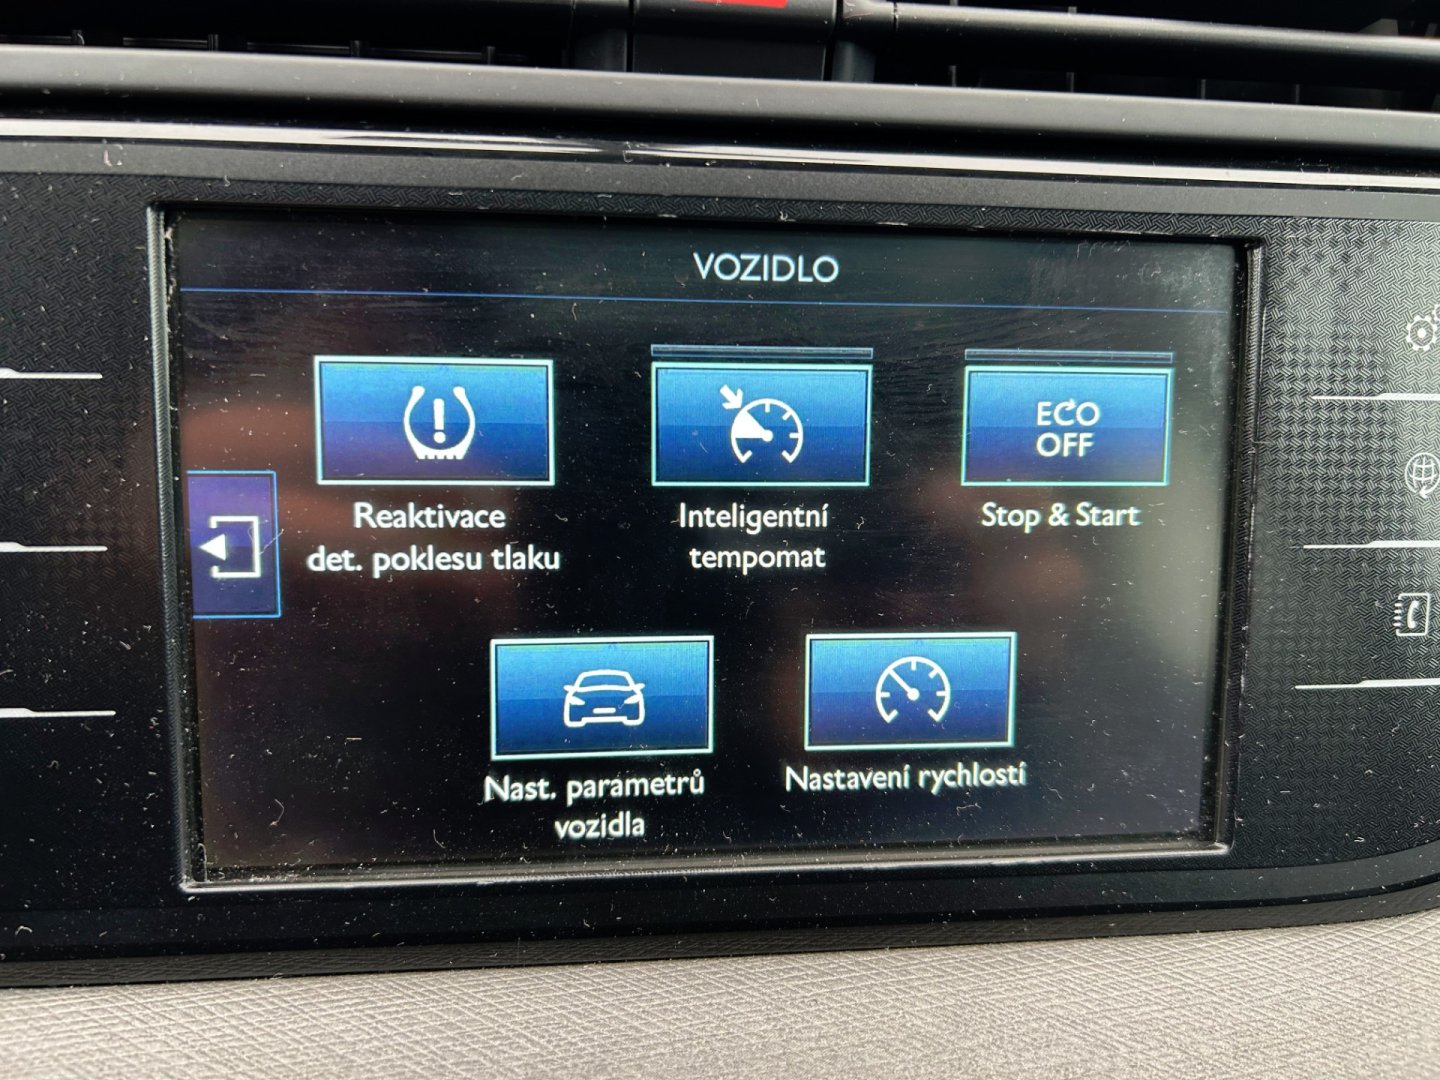 VOZIDLO
Reaktivace
det. poklesu tlaku
Inteligentní
tempomat
ECO
OFF
Stop & Start
Nast. parametrů
vozidla
Nastavení rychlostí